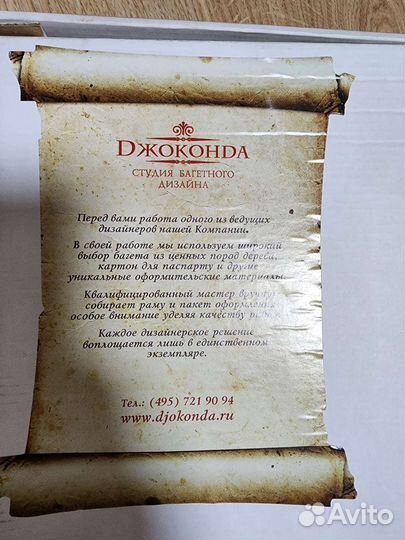 DЖОКОНDА
СТУДИЯ БАГЕТНОГО
ДИЗАЙНА
Перед вами работа одного из ведущих
дизайнеров нашей Компании.
В своей работе мы используем широкий
выбор багета из ценных пород дерева,
картон для паспарту и другие
уникальные оформительские материалы.
Квалифицированный мастер вручную
собирает раму и пакет оформления
особое внимание уделяя качеству
Каждое дизайнерское решение
воплощается лишь в единственном
экземпляре.
Тел.: (495) 721 90 94
www.djokonda.ru
Avito